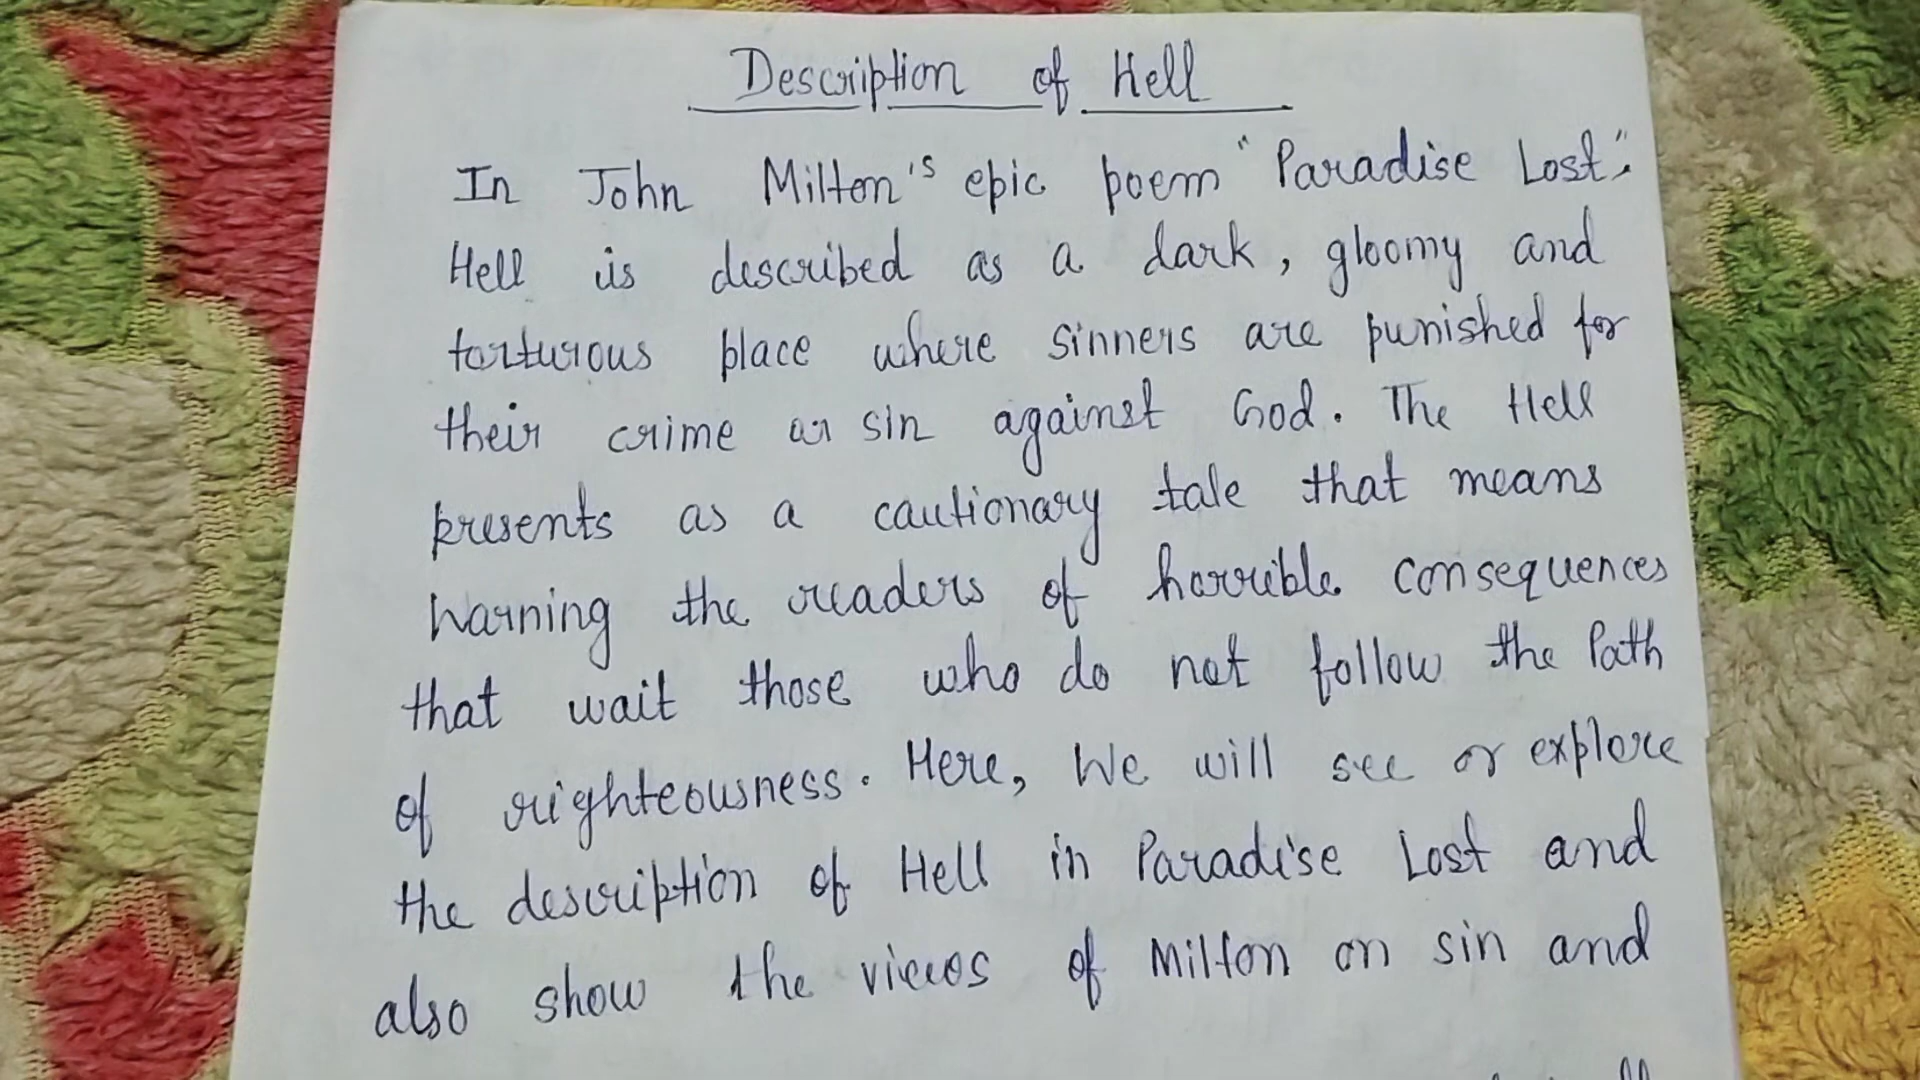 Description of Hell
In John Milton's epic poem "Paradise Lost",
Hell is described as a dark, gloomy and
torturous place where sinners are punished for
their crime or sin against God. The Hell
presents as a cautionary tale that means
Warning the readers of horrible consequences
that wait those who do not follow the Path
of righteousness. Here, We will see or explore
the description of Hell in Paradise Lost and
also show the views of Milton on sin and